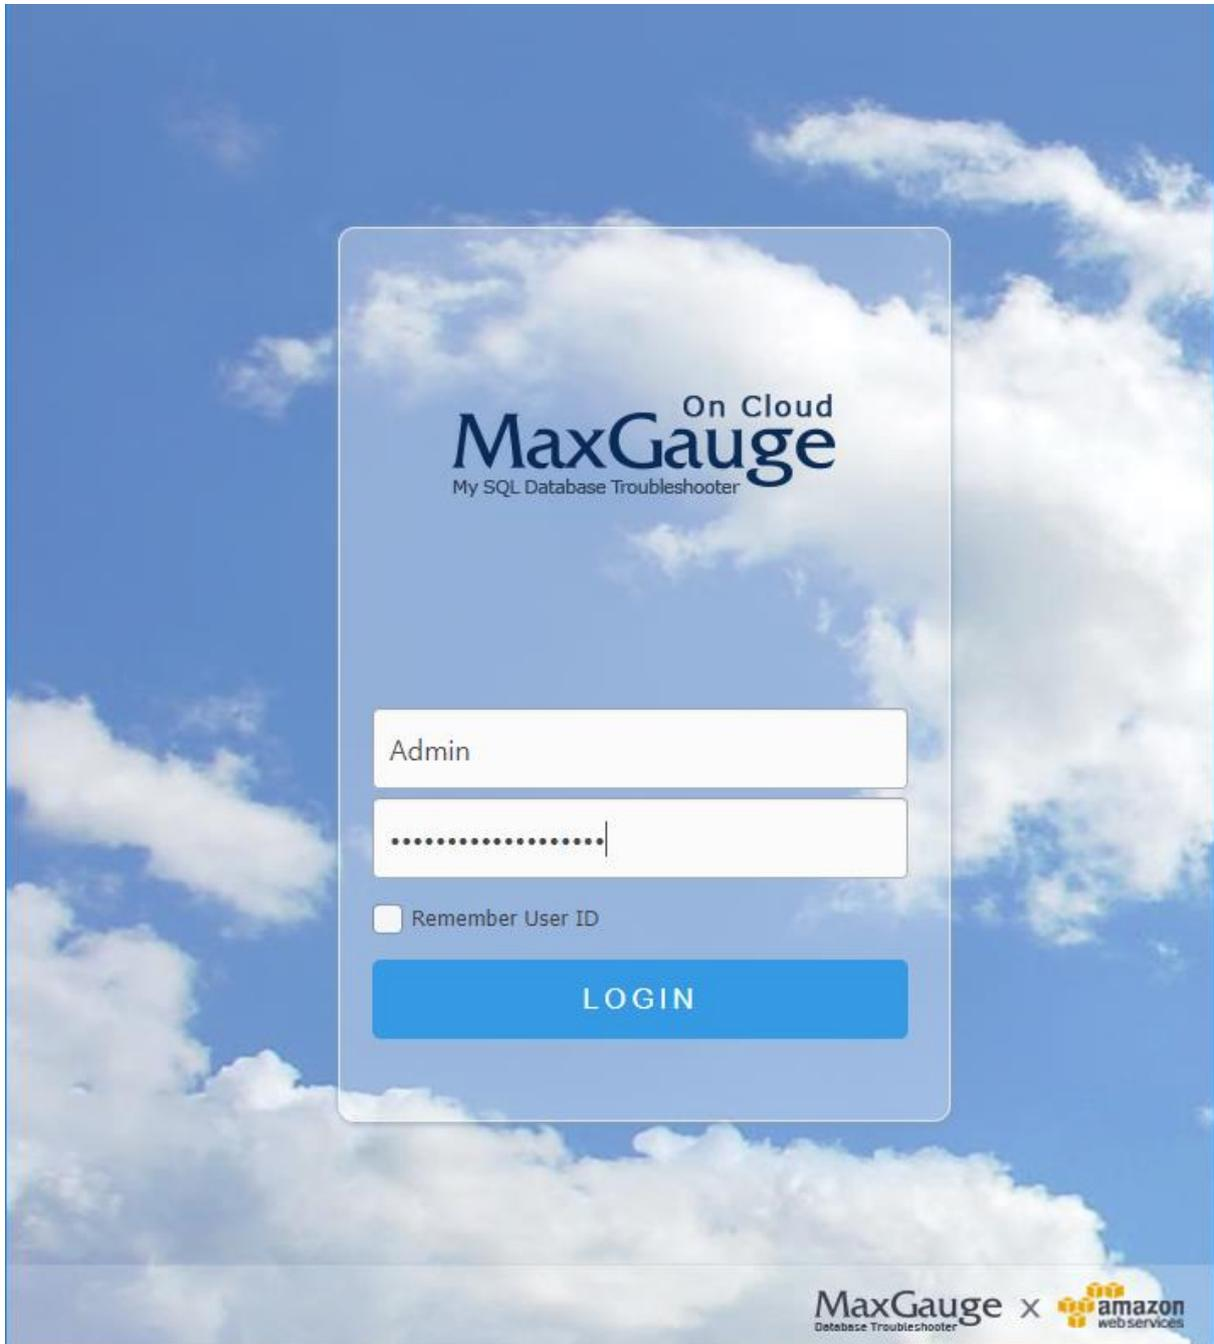 On Cloud
MaxGauge
My SQL Database Troubleshooter
Admin
•••••••••••••••••••
Remember User ID
LOGIN
MaxGauge x amazon
Database Troubleshooter web services